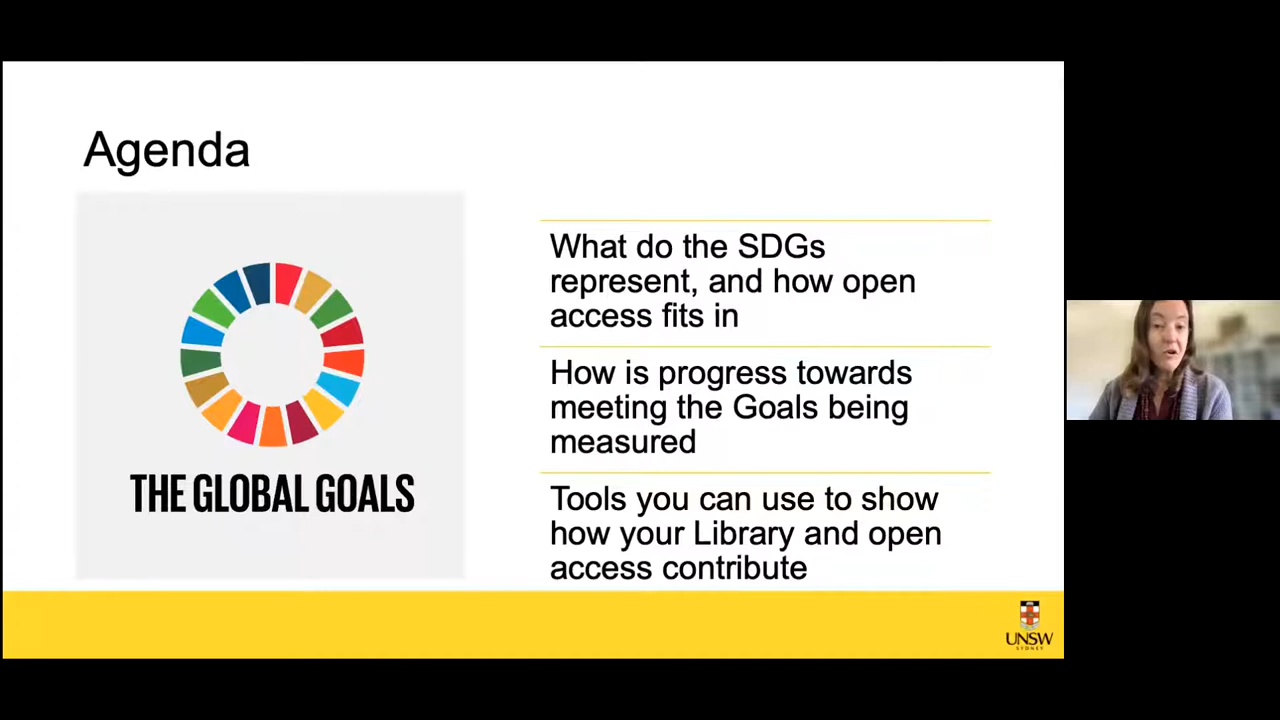 Agenda
THE GLOBAL GOALS
What do the SDGs
represent, and how open
access fits in
How is progress towards
meeting the Goals being
measured
Tools you can use to show
how your Library and open
access contribute
UNSW
SYDNEY